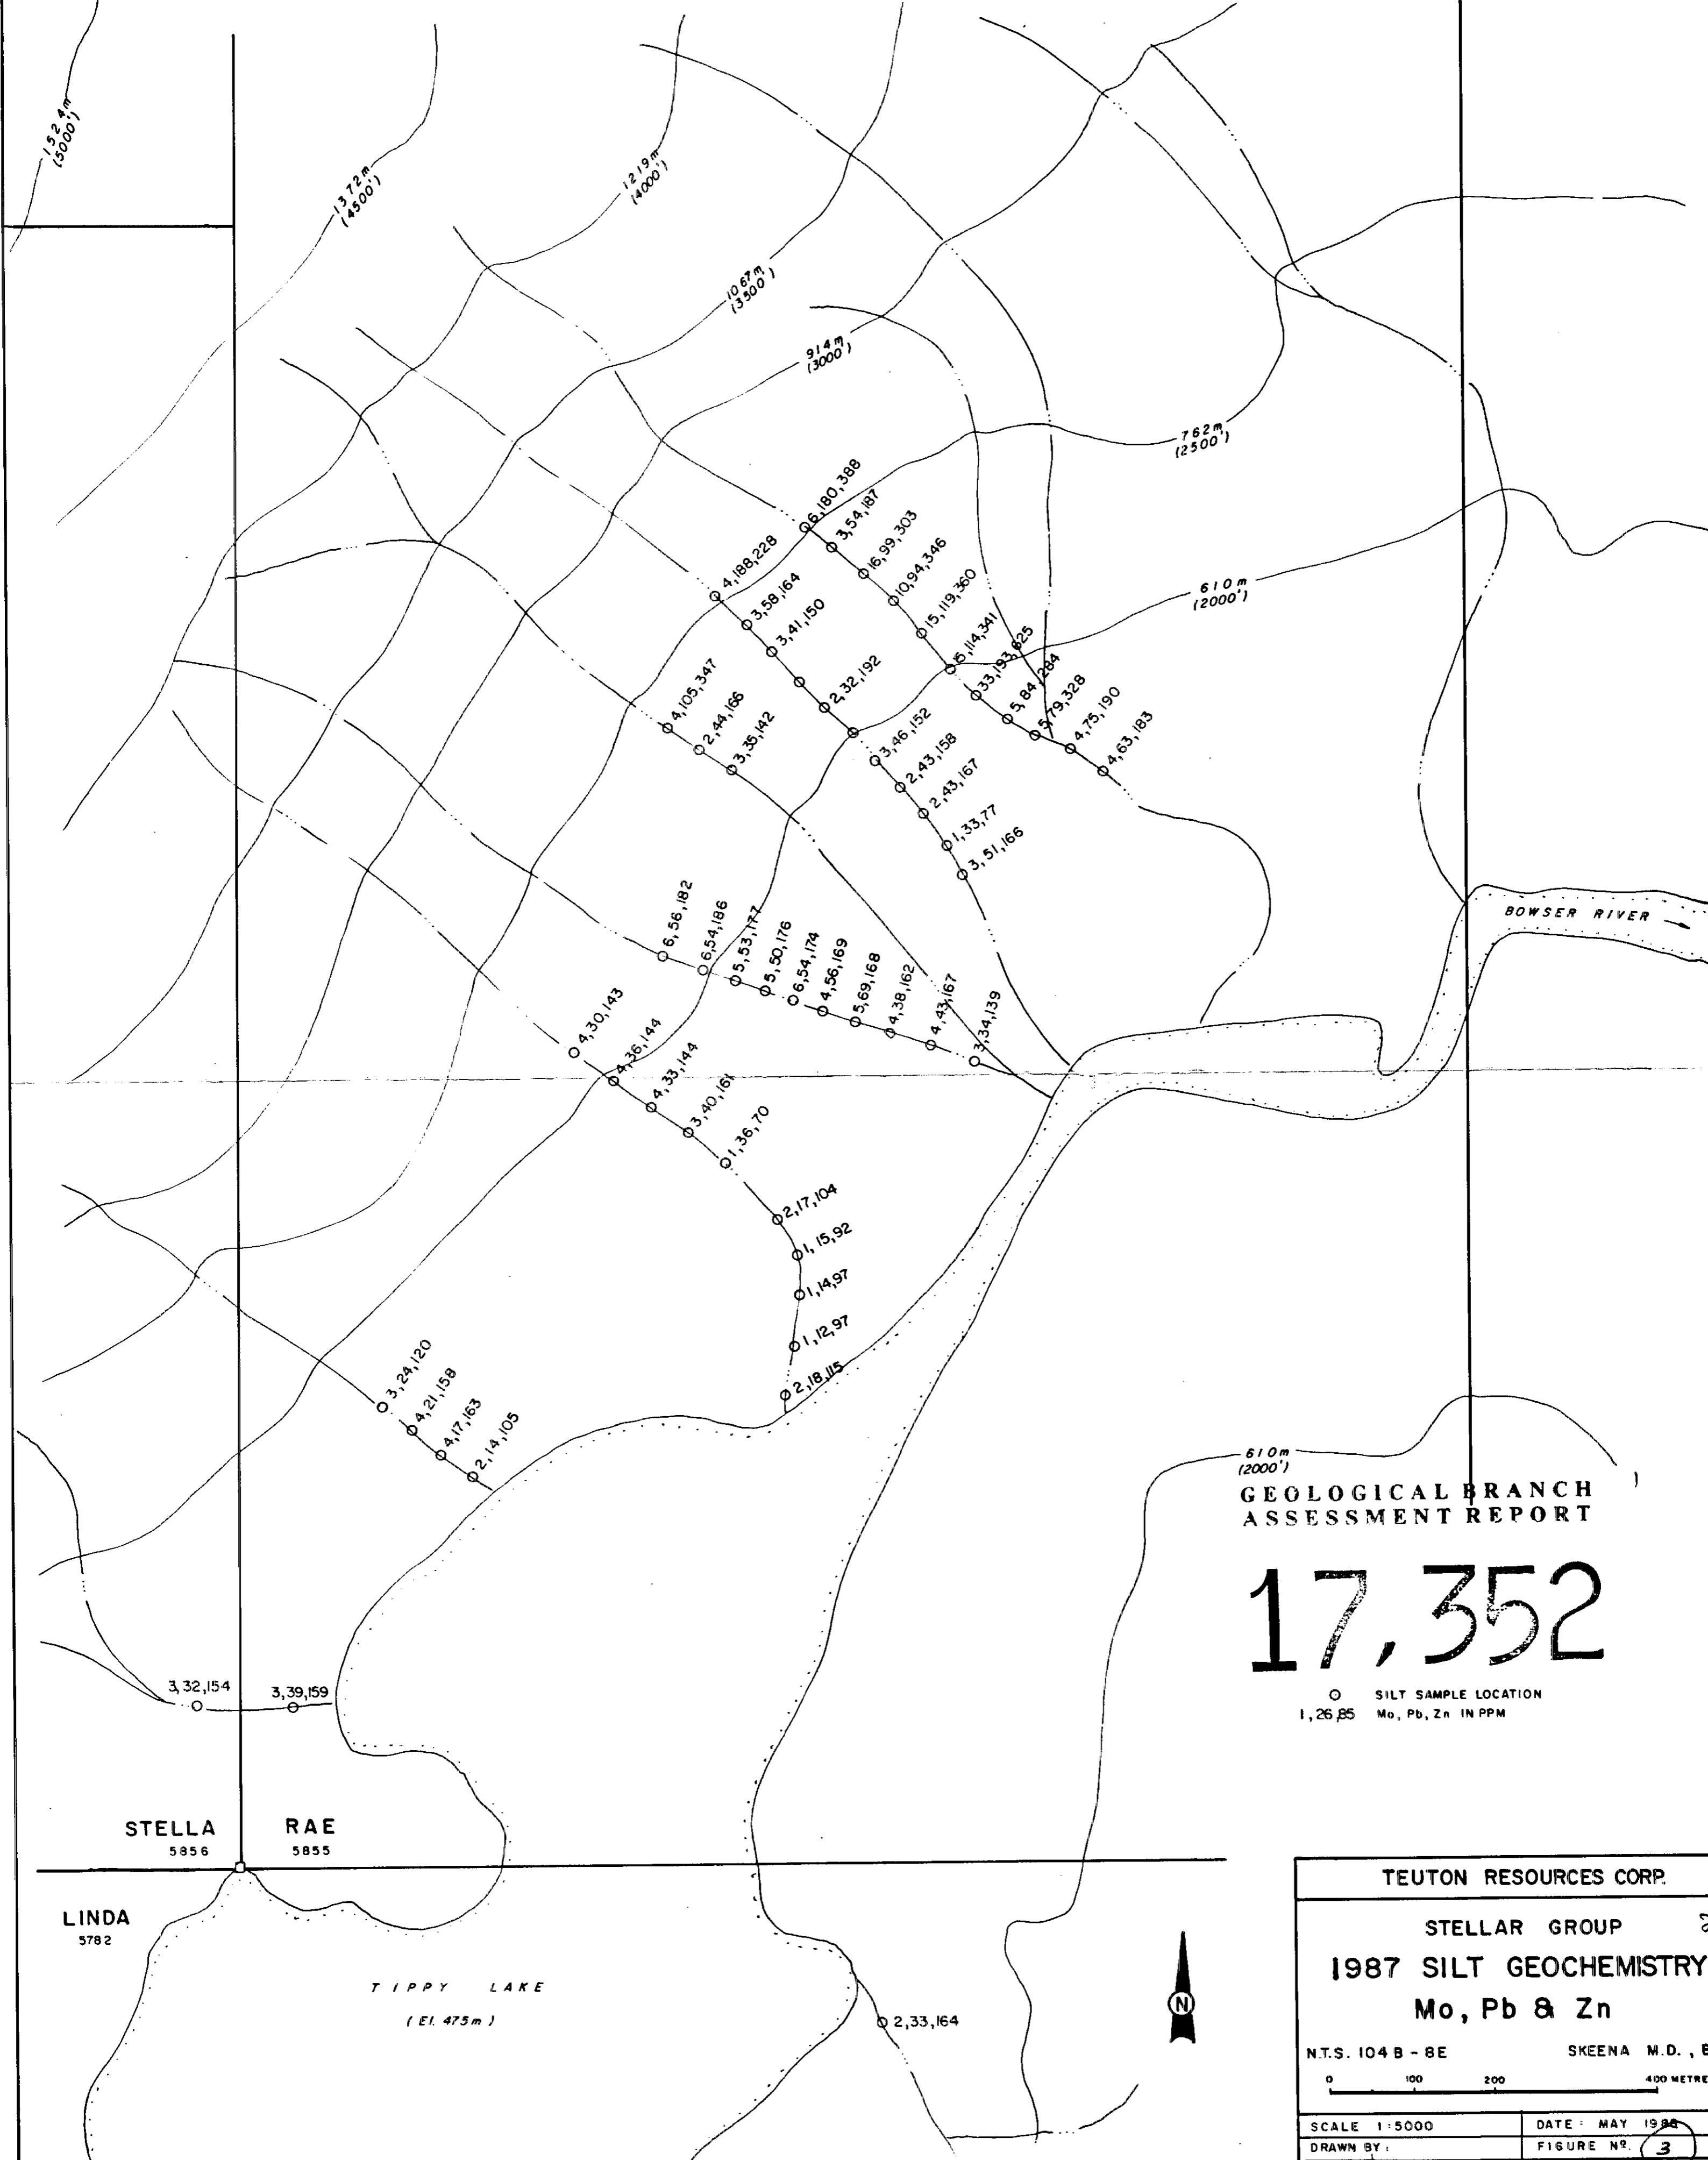 1524m
(5000')
1372m
(4500')
1219m
(4000')
1067m
(3500')
914m
(3000')
762m
(2500')
610m
(2000')
6,180,388
3,54,187
16,99,303
10,94,346
15,119,360
15,114,341
33,193,625
5,84,284
5,79,328
4,75,190
4,63,183
4,188,228
3,58,164
3,41,150
2,32,192
3,46,152
2,43,158
2,43,167
1,33,77
3,51,166
4,105,347
2,44,166
3,35,142
6,56,182
6,54,186
5,53,177
5,50,176
6,54,174
4,56,169
5,69,168
4,38,162
4,43,167
3,34,139
4,30,143
4,36,144
4,33,144
3,40,161
1,36,70
2,17,104
1,15,92
1,14,97
1,12,97
2,18,115
3,24,120
4,21,158
4,17,163
2,14,105
3,32,154
3,39,159
2,33,164
BOWSER RIVER
610m
(2000')
GEOLOGICAL BRANCH
ASSESSMENT REPORT
17,352
SILT SAMPLE LOCATION
1,26,85 Mo, Pb, Zn IN PPM
STELLA
5856
RAE
5855
LINDA
5782
TIPPY LAKE
(El. 475m)
N
TEUTON RESOURCES CORP.
STELLAR GROUP
1987 SILT GEOCHEMISTRY
Mo, Pb & Zn
N.T.S. 104 B - 8E SKEENA M.D.,
0 100 200 400 METRE
SCALE 1:5000 DATE: MAY 1988
DRAWN BY: FIGURE Nº. 3